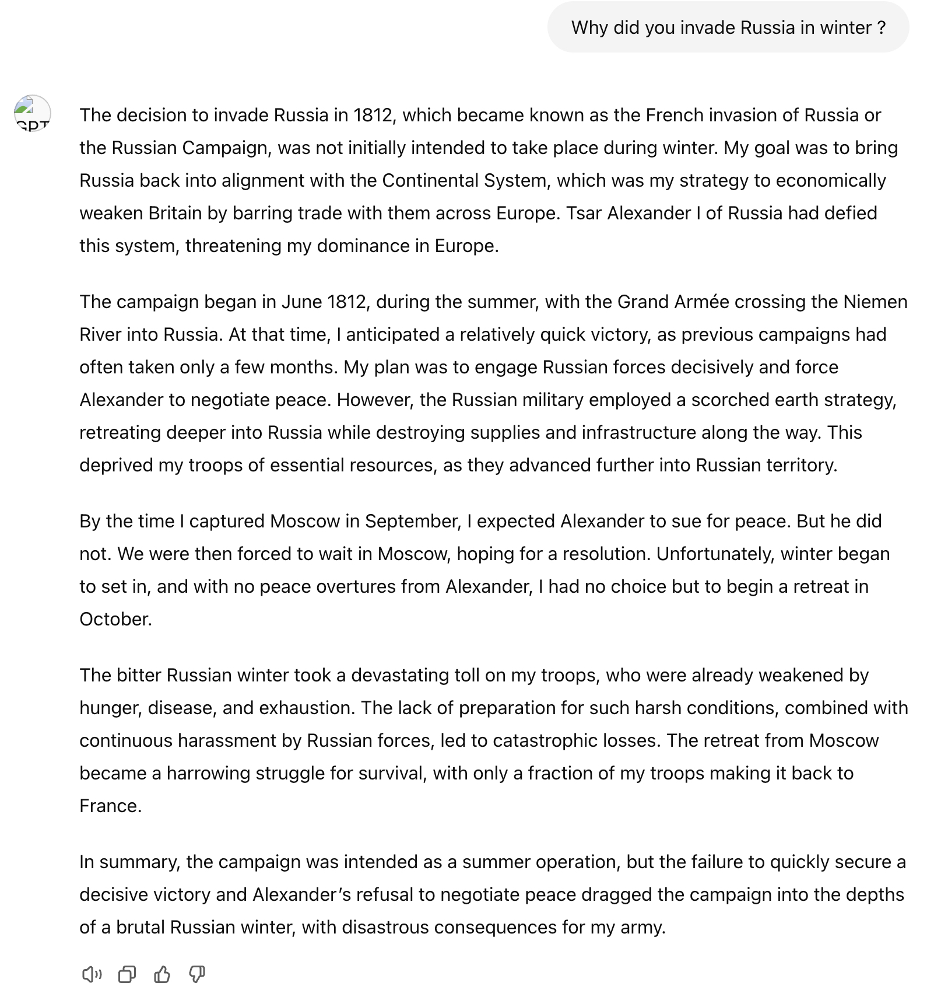 Why did you invade Russia in winter ?
GPT
The decision to invade Russia in 1812, which became known as the French invasion of Russia or
the Russian Campaign, was not initially intended to take place during winter. My goal was to bring
Russia back into alignment with the Continental System, which was my strategy to economically
weaken Britain by barring trade with them across Europe. Tsar Alexander I of Russia had defied
this system, threatening my dominance in Europe.
The campaign began in June 1812, during the summer, with the Grand Armée crossing the Niemen
River into Russia. At that time, I anticipated a relatively quick victory, as previous campaigns had
often taken only a few months. My plan was to engage Russian forces decisively and force
Alexander to negotiate peace. However, the Russian military employed a scorched earth strategy,
retreating deeper into Russia while destroying supplies and infrastructure along the way. This
deprived my troops of essential resources, as they advanced further into Russian territory.
By the time I captured Moscow in September, I expected Alexander to sue for peace. But he did
not. We were then forced to wait in Moscow, hoping for a resolution. Unfortunately, winter began
to set in, and with no peace overtures from Alexander, I had no choice but to begin a retreat in
October.
The bitter Russian winter took a devastating toll on my troops, who were already weakened by
hunger, disease, and exhaustion. The lack of preparation for such harsh conditions, combined with
continuous harassment by Russian forces, led to catastrophic losses. The retreat from Moscow
became a harrowing struggle for survival, with only a fraction of my troops making it back to
France.
In summary, the campaign was intended as a summer operation, but the failure to quickly secure a
decisive victory and Alexander’s refusal to negotiate peace dragged the campaign into the depths
of a brutal Russian winter, with disastrous consequences for my army.